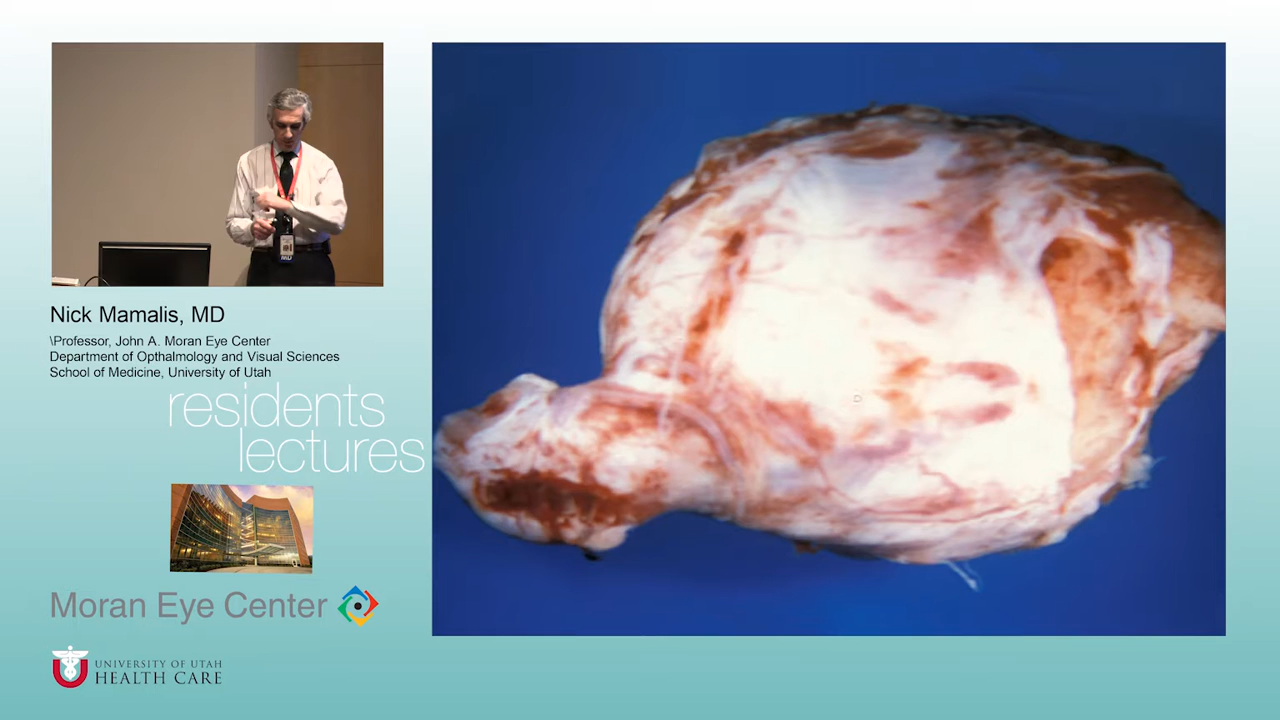 Nick Mamalis, MD
\Professor, John A. Moran Eye Center
Department of Opthalmology and Visual Sciences
School of Medicine, University of Utah
residents
lectures
Moran Eye Center
UNIVERSITY OF UTAH
HEALTH CARE
MD